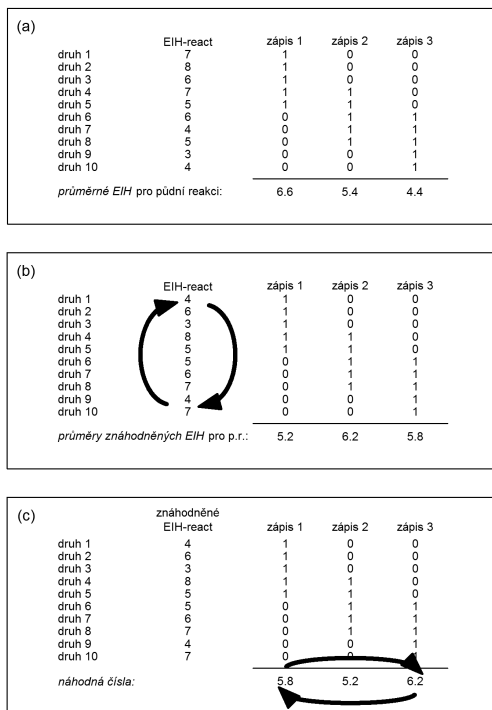 (a)
EIH-react zápis 1 zápis 2 zápis 3
druh 1 7 1 0 0
druh 2 8 1 0 0
druh 3 6 1 0 0
druh 4 7 1 1 0
druh 5 5 1 1 0
druh 6 6 0 1 1
druh 7 4 0 1 1
druh 8 5 0 1 1
druh 9 3 0 0 1
druh 10 4 0 0 1
průměrné EIH pro půdní reakci: 6.6 5.4 4.4
(b)
EIH-react zápis 1 zápis 2 zápis 3
druh 1 4 1 0 0
druh 2 6 1 0 0
druh 3 3 1 0 0
druh 4 8 1 1 0
druh 5 5 1 1 0
druh 6 5 0 1 1
druh 7 6 0 1 1
druh 8 7 0 1 1
druh 9 4 0 0 1
druh 10 7 0 0 1
průměry znáhodněných EIH pro p.r.: 5.2 6.2 5.8
(c)
znáhodněné
EIH-react zápis 1 zápis 2 zápis 3
druh 1 4 1 0 0
druh 2 6 1 0 0
druh 3 3 1 0 0
druh 4 8 1 1 0
druh 5 5 1 1 0
druh 6 5 0 1 1
druh 7 6 0 1 1
druh 8 7 0 1 1
druh 9 4 0 0 1
druh 10 7 0 0 1
náhodná čísla: 5.8 5.2 6.2